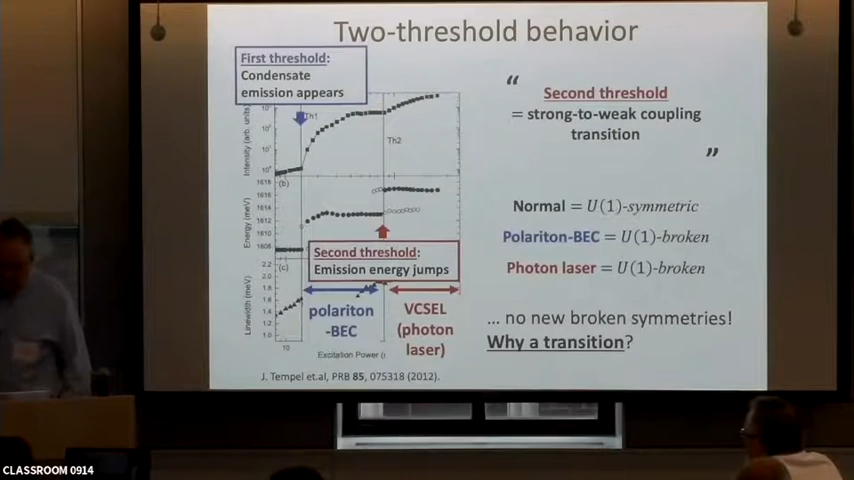 Two-threshold behavior
First threshold:
Condensate
emission appears
Th1
Th2
Intensity (arb. units)
(b)
1618
1616
1614
1612
1610
1608
Energy (meV)
Second threshold:
Emission energy jumps
(c)
2.2
2.0
1.8
1.6
1.4
1.2
1.0
Linewidth (meV)
polariton
-BEC
VCSEL
(photon
laser)
10
Excitation Power (
J. Tempel et.al, PRB 85, 075318 (2012).
“
Second threshold
= strong-to-weak coupling
transition
”
Normal = U(1)-symmetric
Polariton-BEC = U(1)-broken
Photon laser = U(1)-broken
... no new broken symmetries!
Why a transition?
CLASSROOM 0914